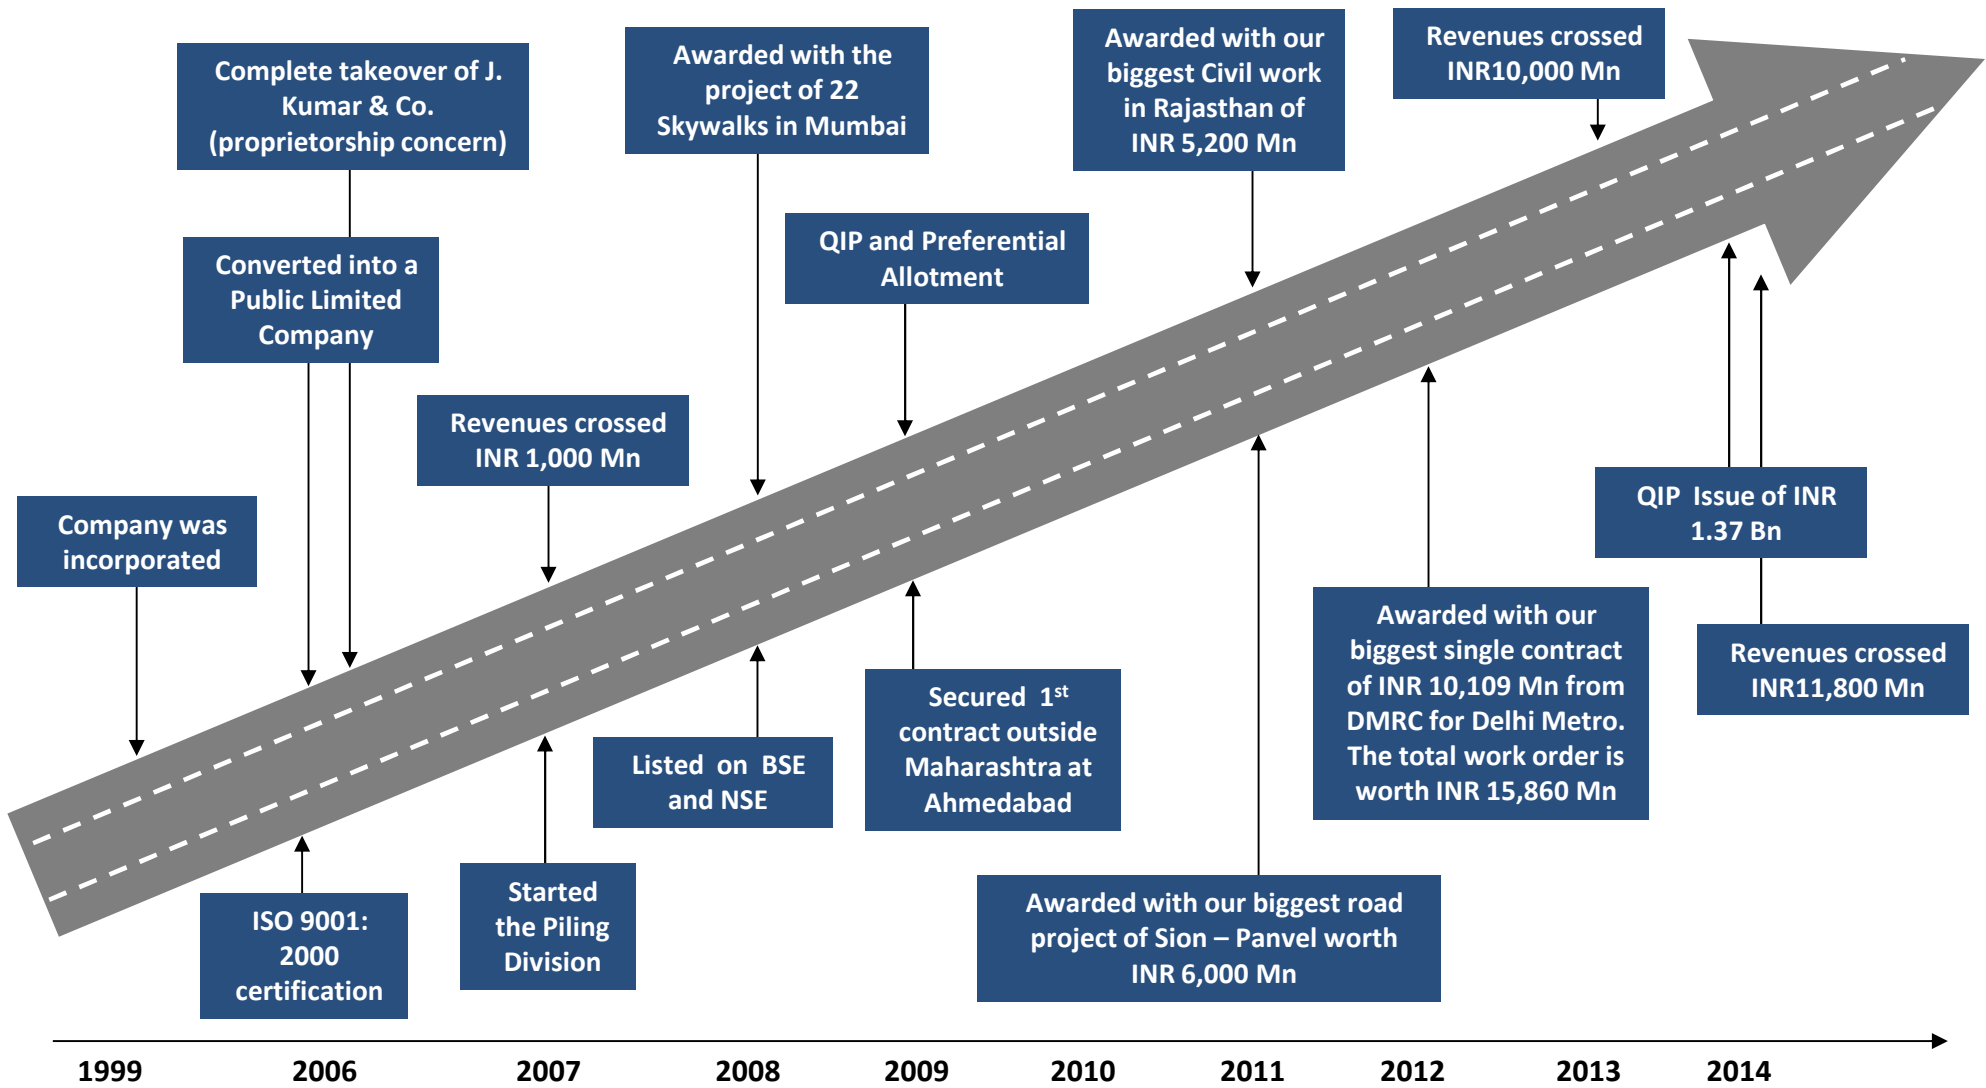 Complete takeover of J.
Kumar & Co.
(proprietorship concern)
Awarded with the
project of 22
Skywalks in Mumbai
Awarded with our
biggest Civil work
in Rajasthan of
INR 5,200 Mn
Revenues crossed
INR10,000 Mn
Converted into a
Public Limited
Company
QIP and Preferential
Allotment
Revenues crossed
INR 1,000 Mn
Company was
incorporated
QIP Issue of INR
1.37 Bn
Awarded with our
biggest single contract
of INR 10,109 Mn from
DMRC for Delhi Metro.
The total work order is
worth INR 15,860 Mn
Revenues crossed
INR11,800 Mn
Secured 1st
contract outside
Maharashtra at
Ahmedabad
Listed on BSE
and NSE
Started
the Piling
Division
ISO 9001:
2000
certification
Awarded with our biggest road
project of Sion – Panvel worth
INR 6,000 Mn
1999 2006 2007 2008 2009 2010 2011 2012 2013 2014